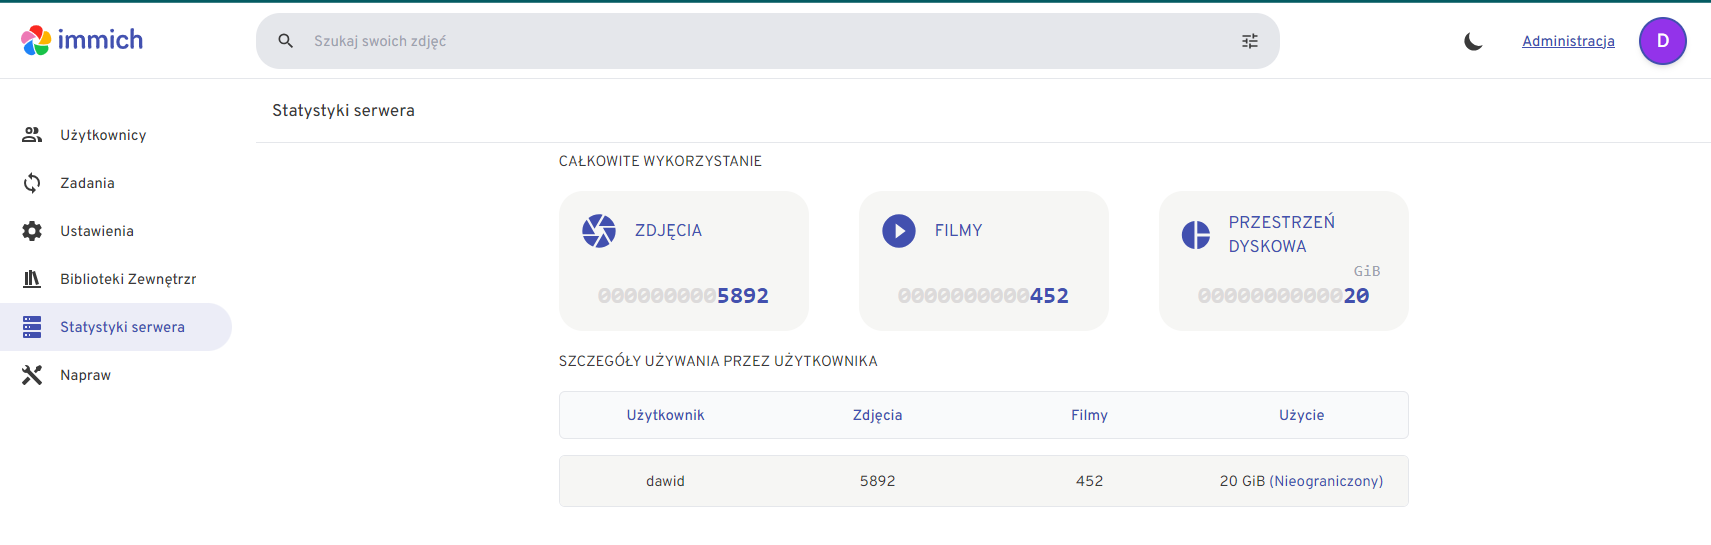 immich
Szukaj swoich zdjęć
Administracja
D
Użytkownicy
Zadania
Ustawienia
Biblioteki Zewnętrzr
Statystyki serwera
Napraw
Statystyki serwera
CAŁKOWITE WYKORZYSTANIE
ZDJĘCIA
0000000005892
FILMY
0000000000452
PRZESTRZEŃ
DYSKOWA
GiB
0000000000020
SZCZEGÓŁY UŻYWANIA PRZEZ UŻYTKOWNIKA
Użytkownik Zdjęcia Filmy Użycie
dawid 5892 452 20 GiB (Nieograniczony)